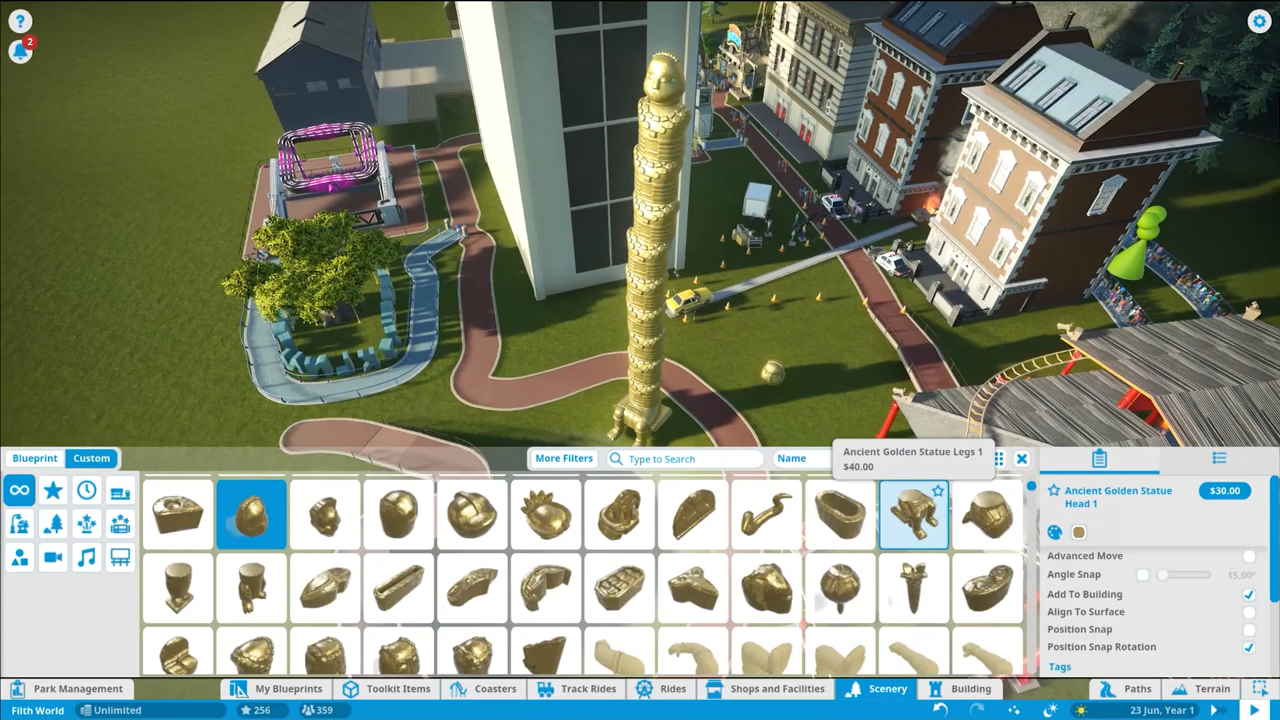 ?
2
Ancient Golden Statue Legs 1
$40.00
Blueprint
Custom
More Filters
Type to Search
Name
Ancient Golden Statue
Head 1
$30.00
Advanced Move
Angle Snap
15.00°
Add To Building
Align To Surface
Position Snap
Position Snap Rotation
Tags
Park Management
My Blueprints
Toolkit Items
Coasters
Track Rides
Rides
Shops and Facilities
Scenery
Building
Paths
Terrain
Filth World
Unlimited
256
359
23 Jun, Year 1